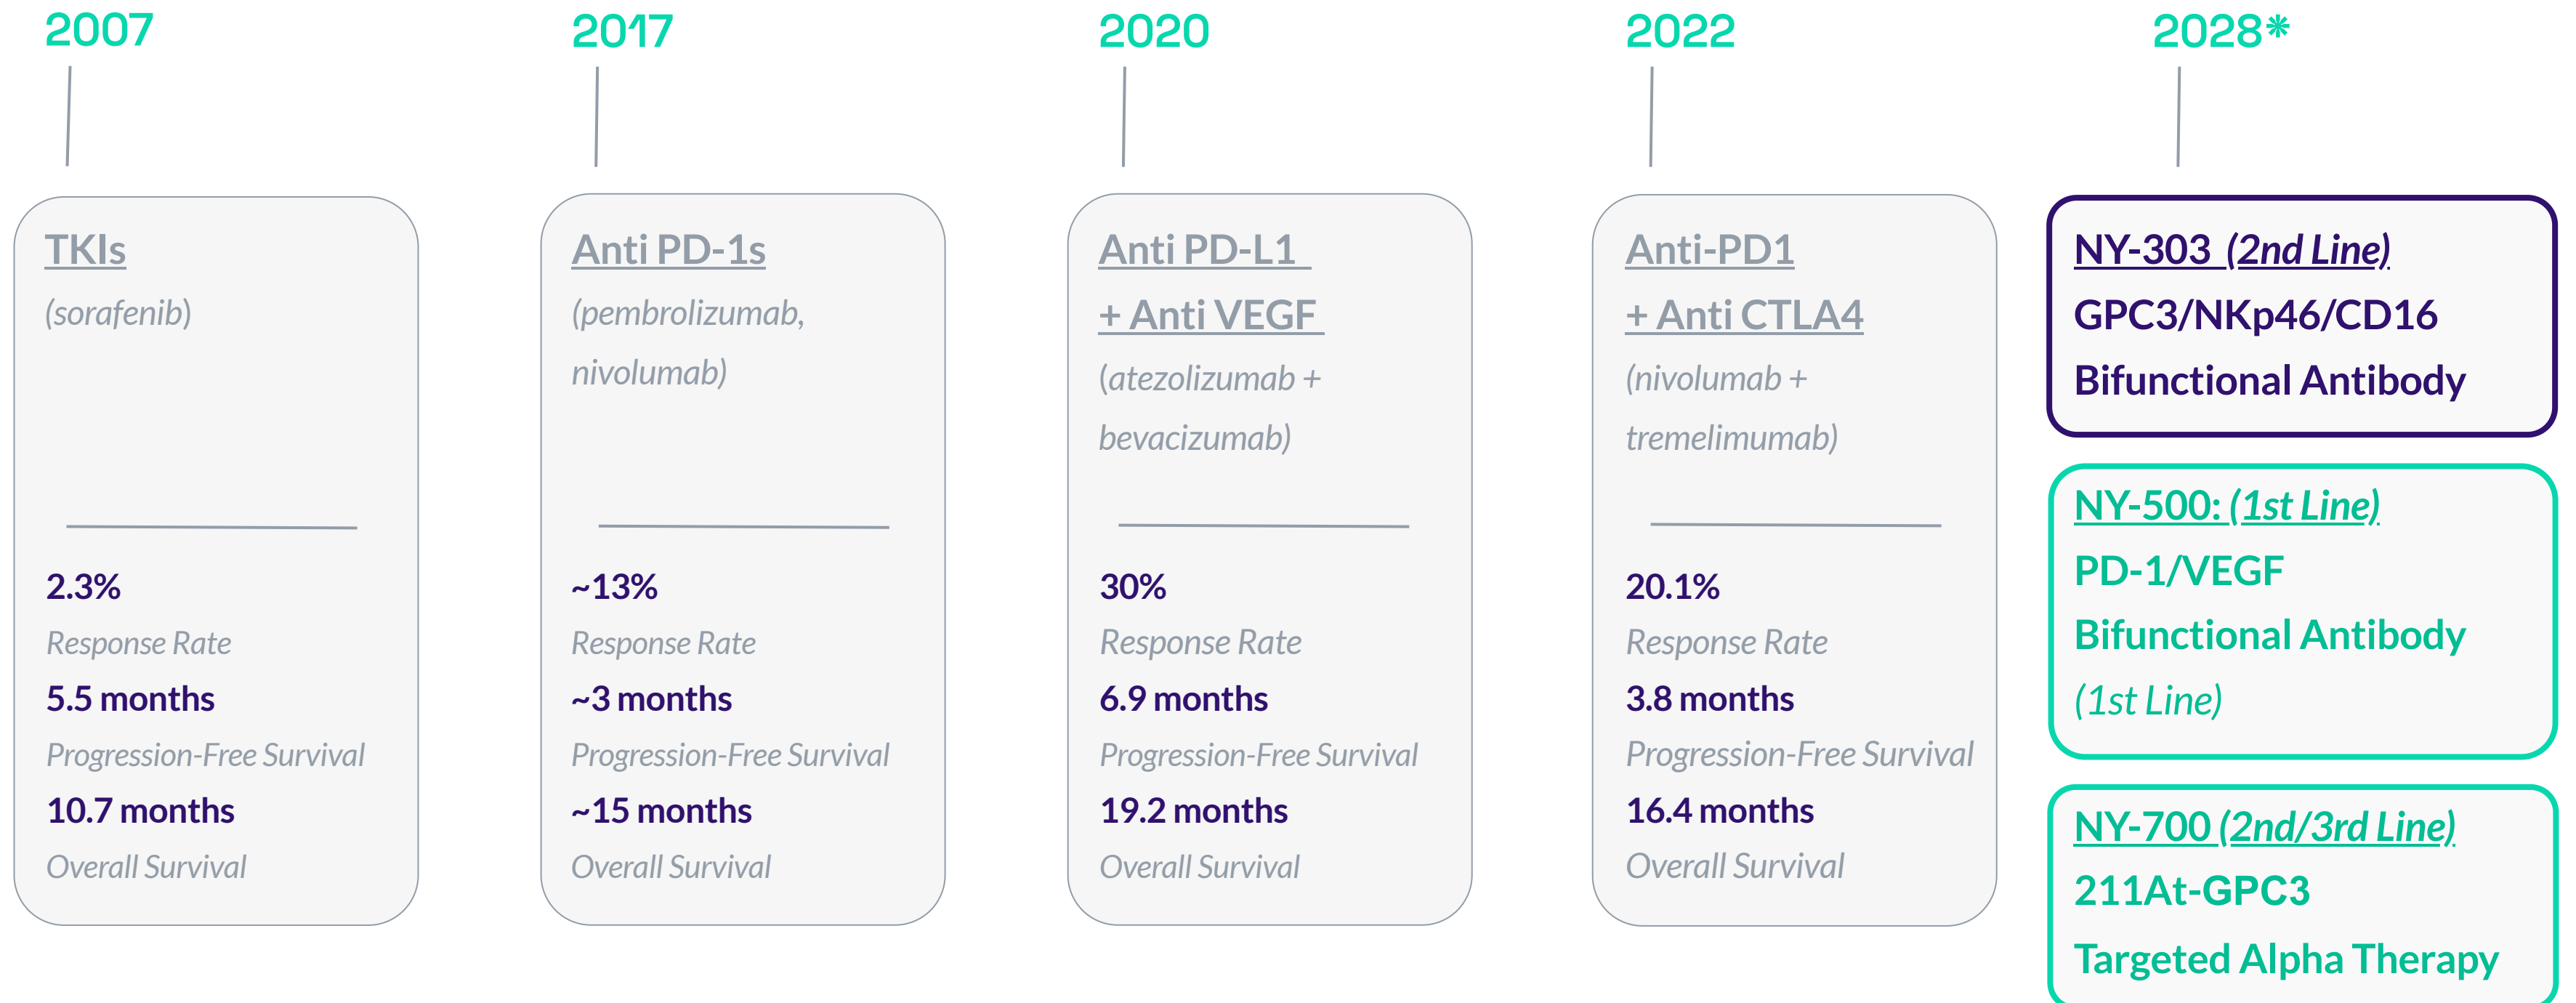 2007
TKIs
(sorafenib)
2.3%
Response Rate
5.5 months
Progression-Free Survival
10.7 months
Overall Survival
2017
Anti PD-1s
(pembrolizumab,
nivolumab)
~13%
Response Rate
~3 months
Progression-Free Survival
~15 months
Overall Survival
2020
Anti PD-L1
+ Anti VEGF
(atezolizumab +
bevacizumab)
30%
Response Rate
6.9 months
Progression-Free Survival
19.2 months
Overall Survival
2022
Anti-PD1
+ Anti CTLA4
(nivolumab +
tremelimumab)
20.1%
Response Rate
3.8 months
Progression-Free Survival
16.4 months
Overall Survival
2028*
NY-303 (2nd Line)
GPC3/NKp46/CD16
Bifunctional Antibody
NY-500: (1st Line)
PD-1/VEGF
Bifunctional Antibody
(1st Line)
NY-700 (2nd/3rd Line)
211At-GPC3
Targeted Alpha Therapy